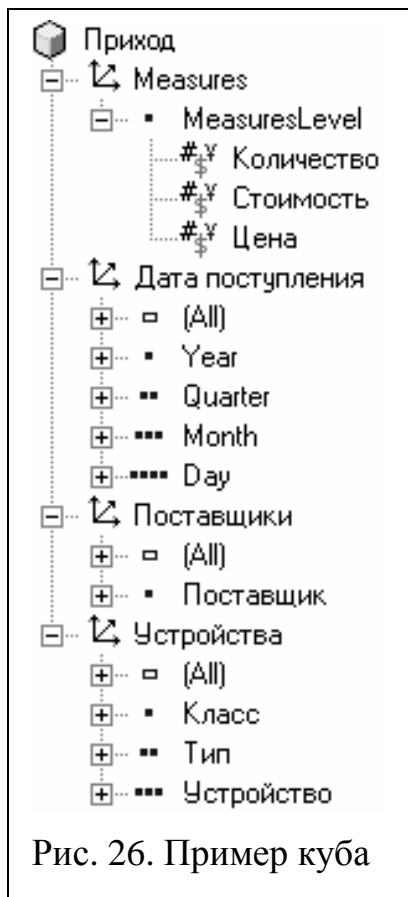 Приход
Measures
MeasuresLevel
Количество
Стоимость
Цена
Дата поступления
(All)
Year
Quarter
Month
Day
Поставщики
(All)
Поставщик
Устройства
(All)
Класс
Тип
Устройство
Рис. 26. Пример куба